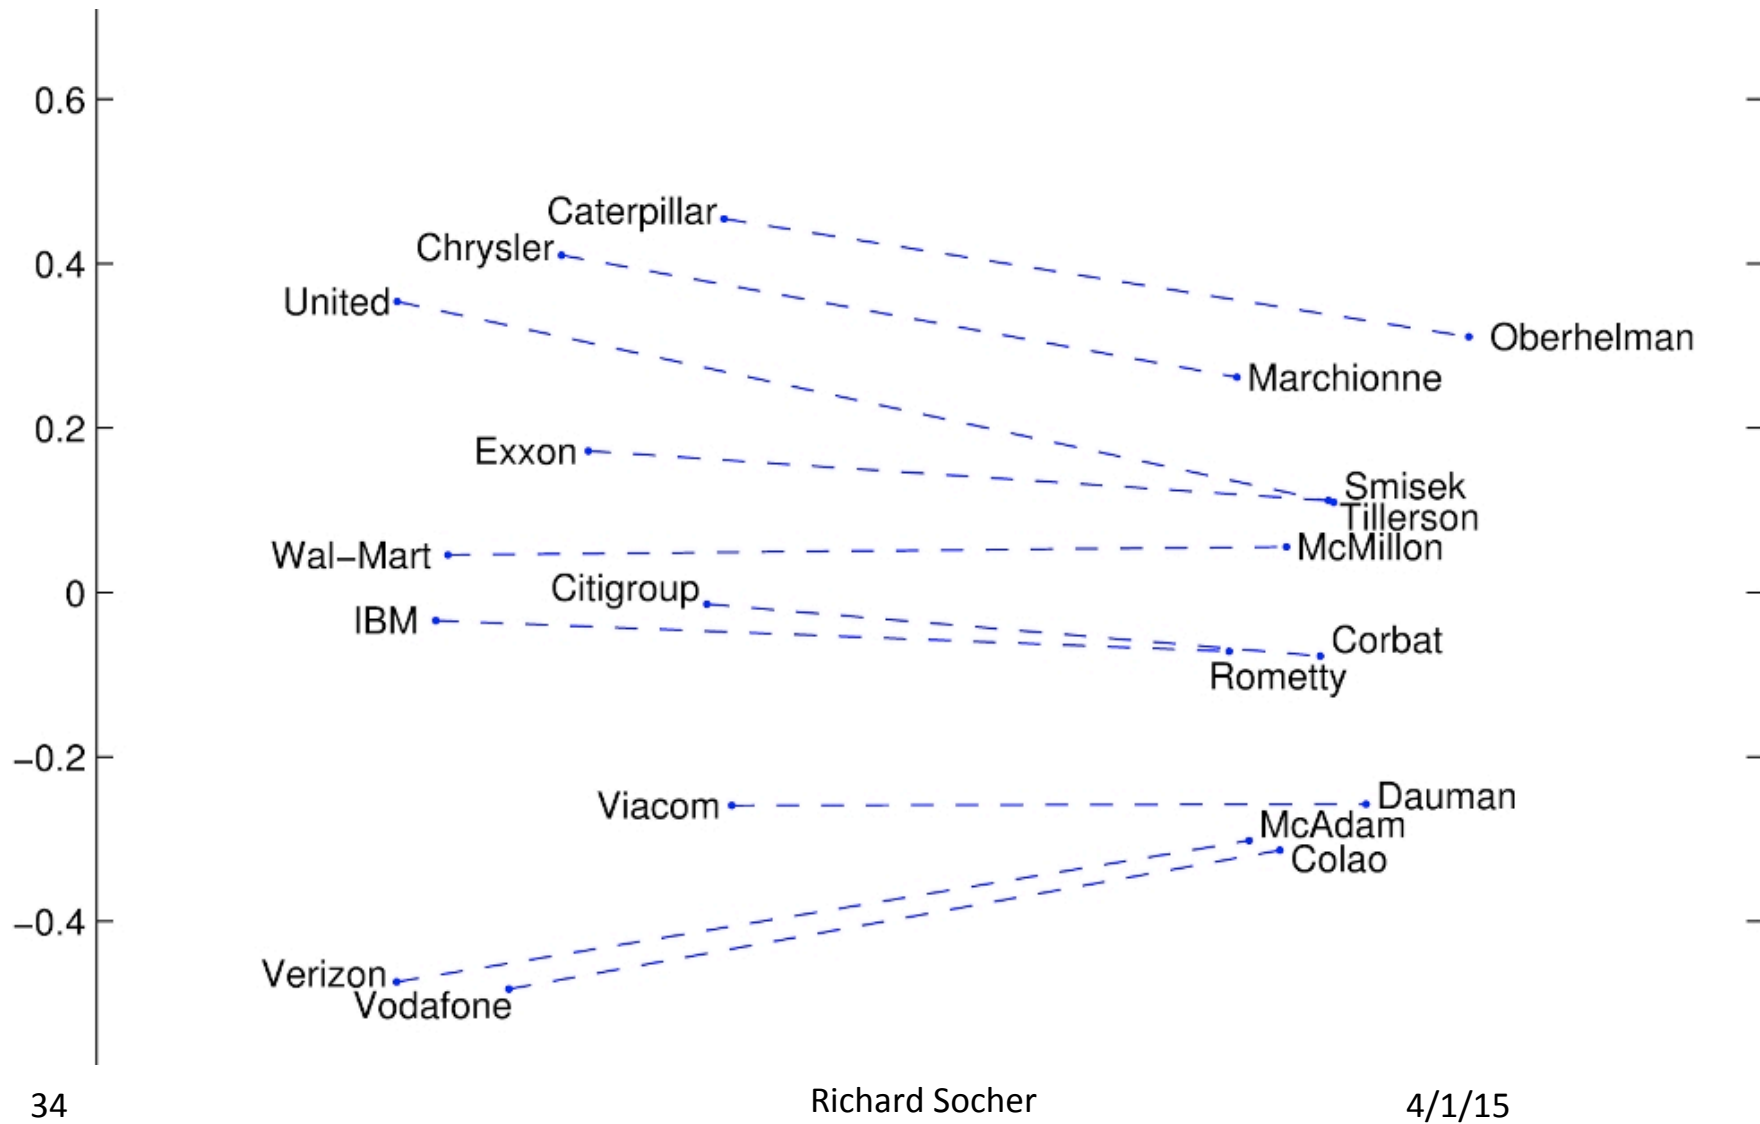 0.6
Caterpillar
Chrysler
0.4
United
Oberhelman
Marchionne
0.2
Exxon
Smisek
Tillerson
Wal-Mart
McMillon
0
Citigroup
IBM
Corbat
Rometty
-0.2
Viacom
Dauman
McAdam
Colao
-0.4
Verizon
Vodafone
34
Richard Socher
4/1/15